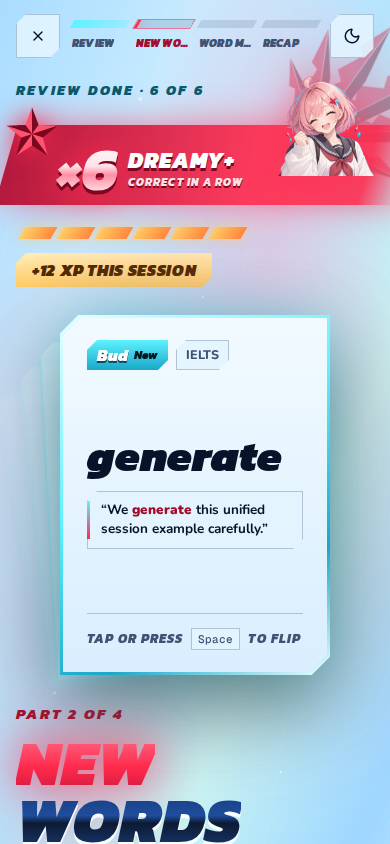 REVIEW
NEW WO...
WORD M...
RECAP
REVIEW DONE · 6 OF 6
×6
DREAMY+
CORRECT IN A ROW
+12 XP THIS SESSION
Bud New
IELTS
generate
“We generate this unified
session example carefully.”
TAP OR PRESS Space TO FLIP
PART 2 OF 4
NEW
WORDS